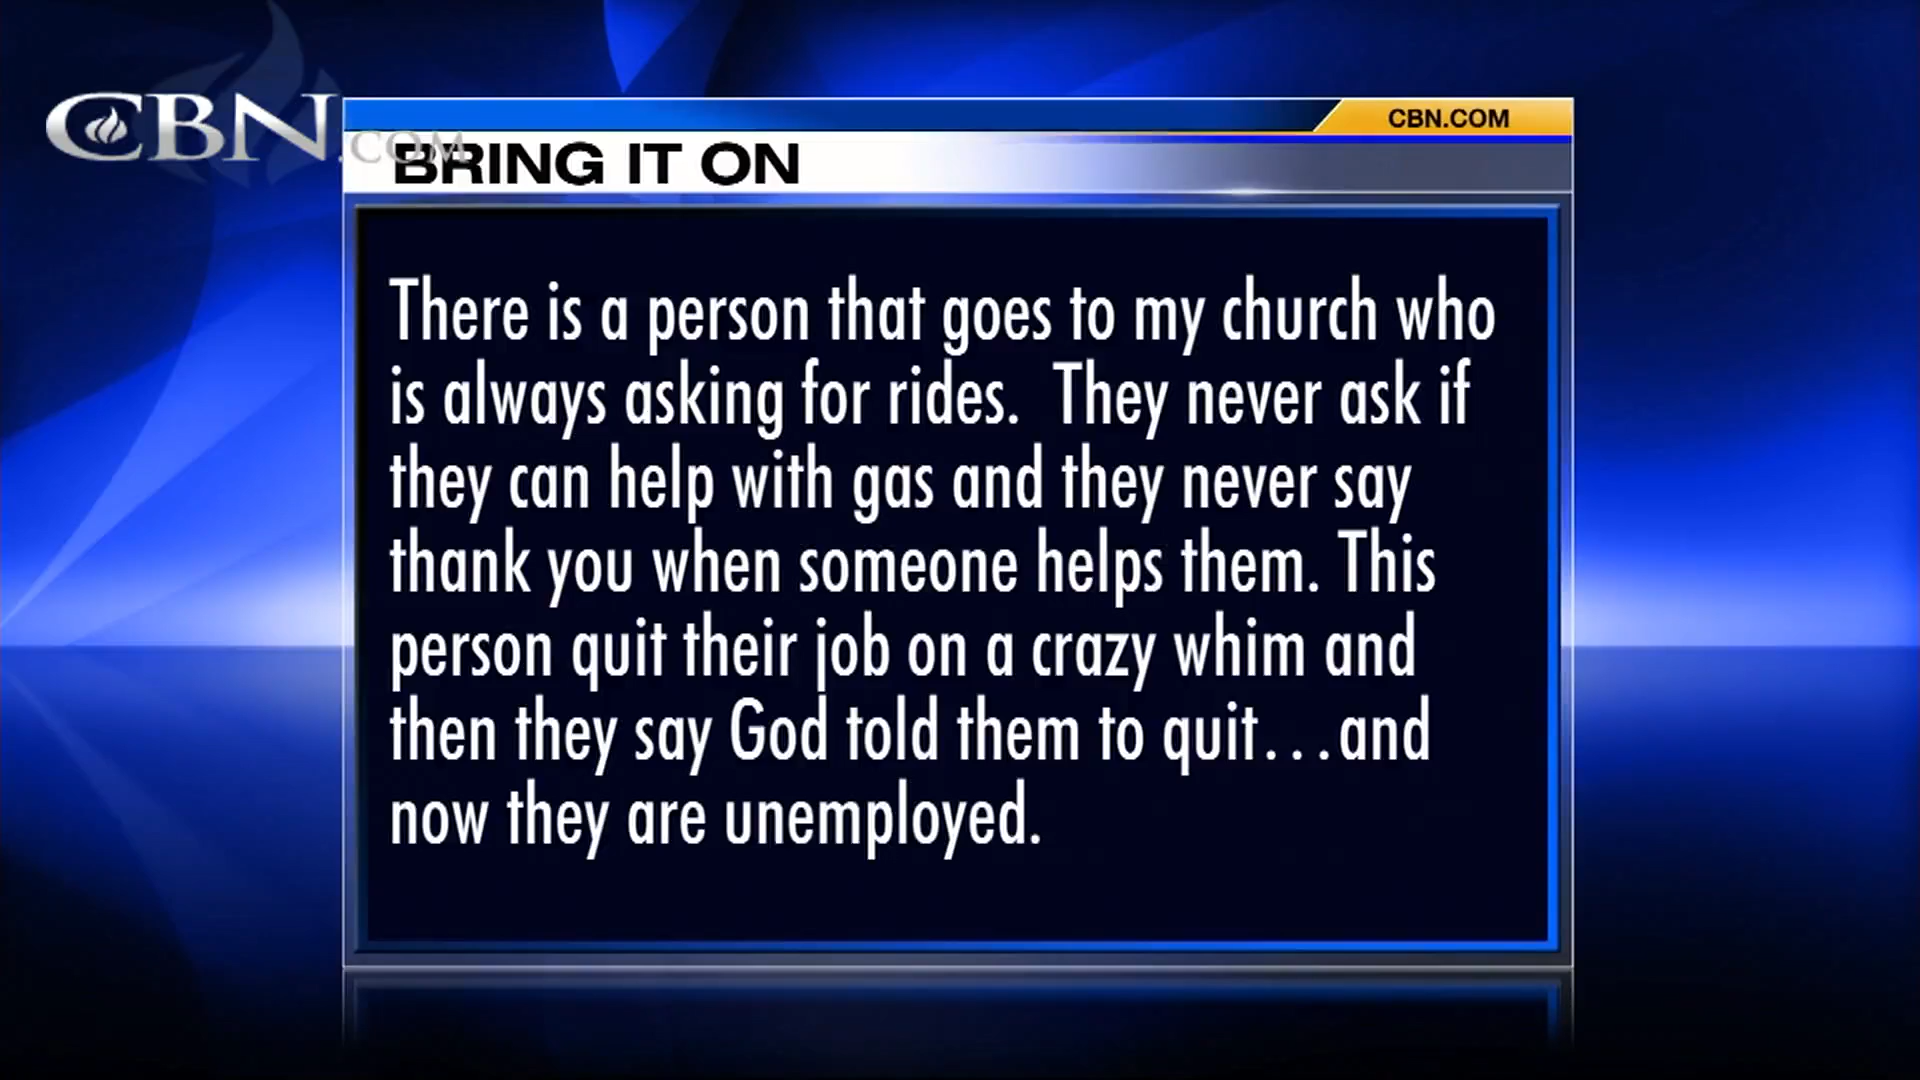 CBN.COM
CBN.COM
BRING IT ON
There is a person that goes to my church who
is always asking for rides.  They never ask if
they can help with gas and they never say
thank you when someone helps them. This
person quit their job on a crazy whim and
then they say God told them to quit...and
now they are unemployed.